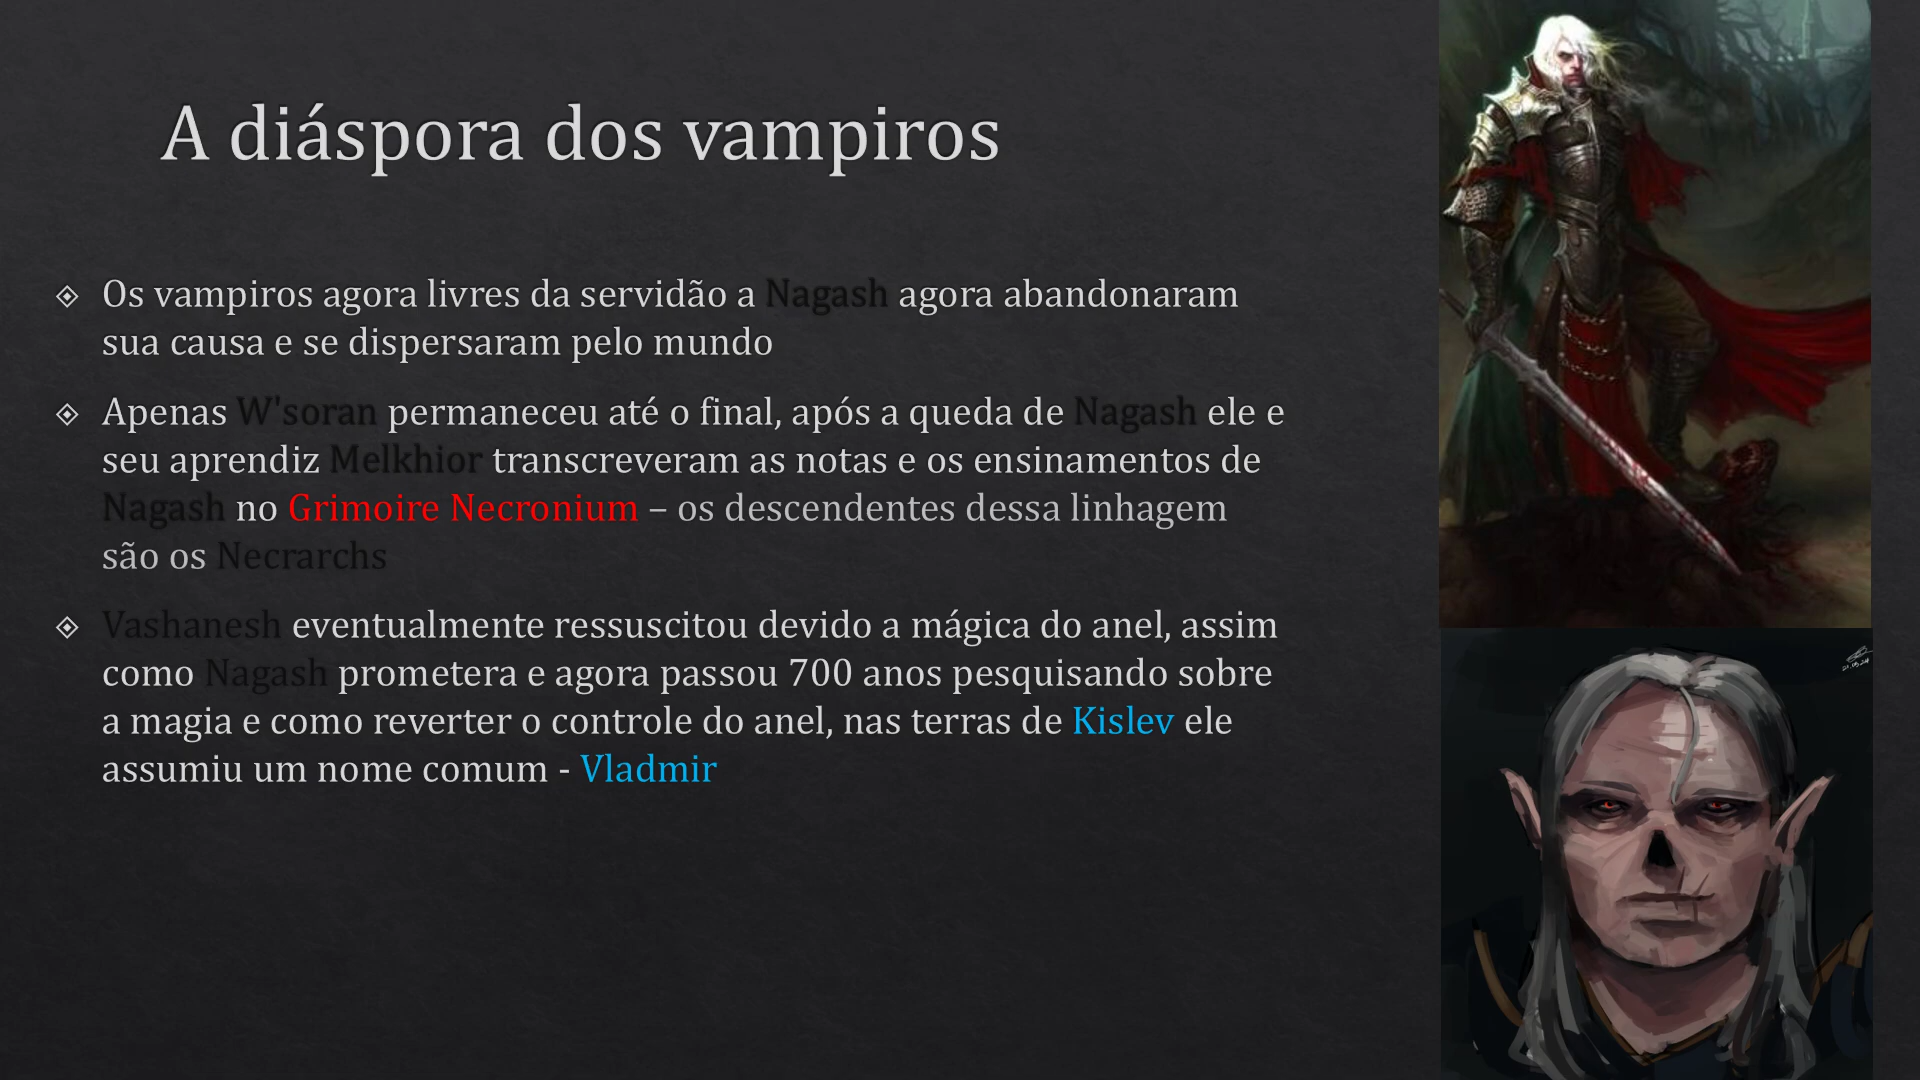 A diáspora dos vampiros
Os vampiros agora livres da servidão a Nagash agora abandonaram
sua causa e se dispersaram pelo mundo
Apenas W'soran permaneceu até o final, após a queda de Nagash ele e
seu aprendiz Melkhior transcreveram as notas e os ensinamentos de
Nagash no Grimoire Necronium – os descendentes dessa linhagem
são os Necrarchs
Vashanesh eventualmente ressuscitou devido a mágica do anel, assim
como Nagash prometera e agora passou 700 anos pesquisando sobre
a magia e como reverter o controle do anel, nas terras de Kislev ele
assumiu um nome comum - Vladmir